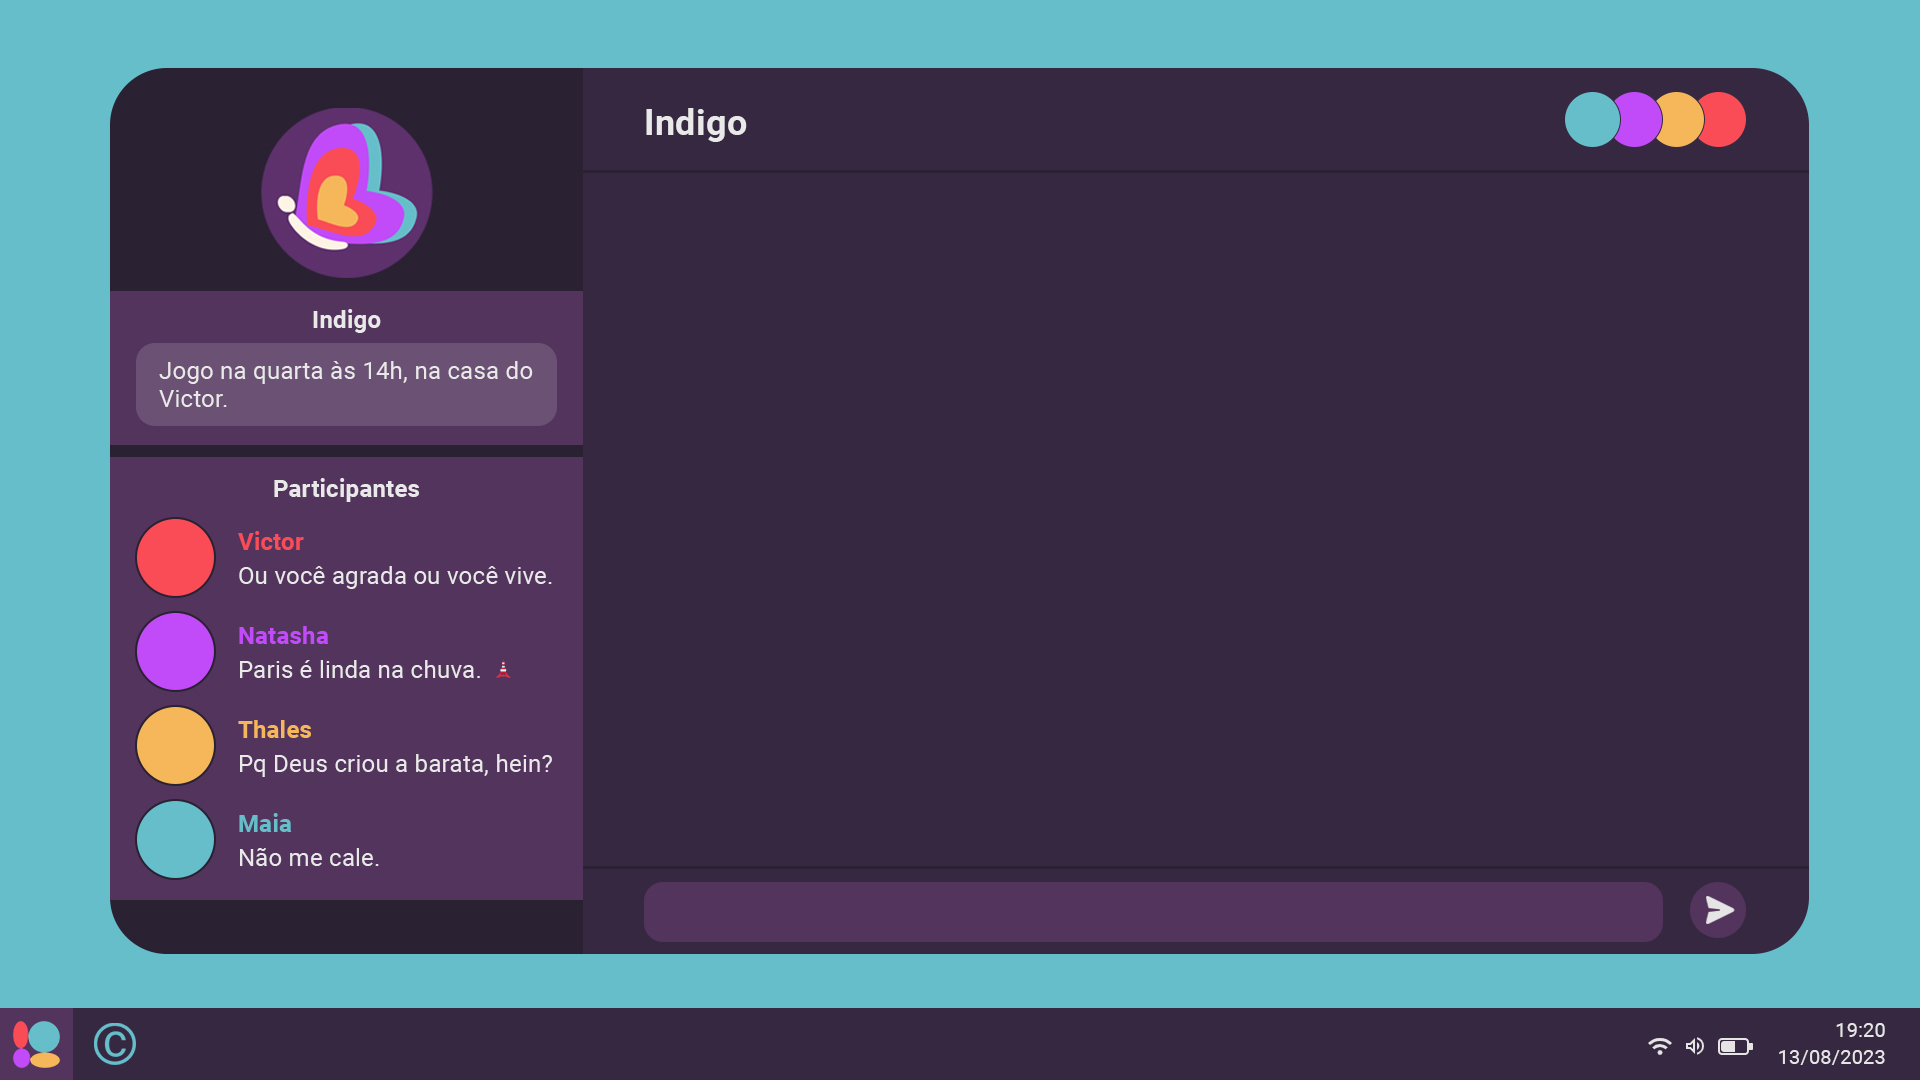 Indigo
Indigo
Jogo na quarta às 14h, na casa do
Victor.
Participantes
Victor
Ou você agrada ou você vive.
Natasha
Paris é linda na chuva. 🗼
Thales
Pq Deus criou a barata, hein?
Maia
Não me cale.
©
19:20
13/08/2023